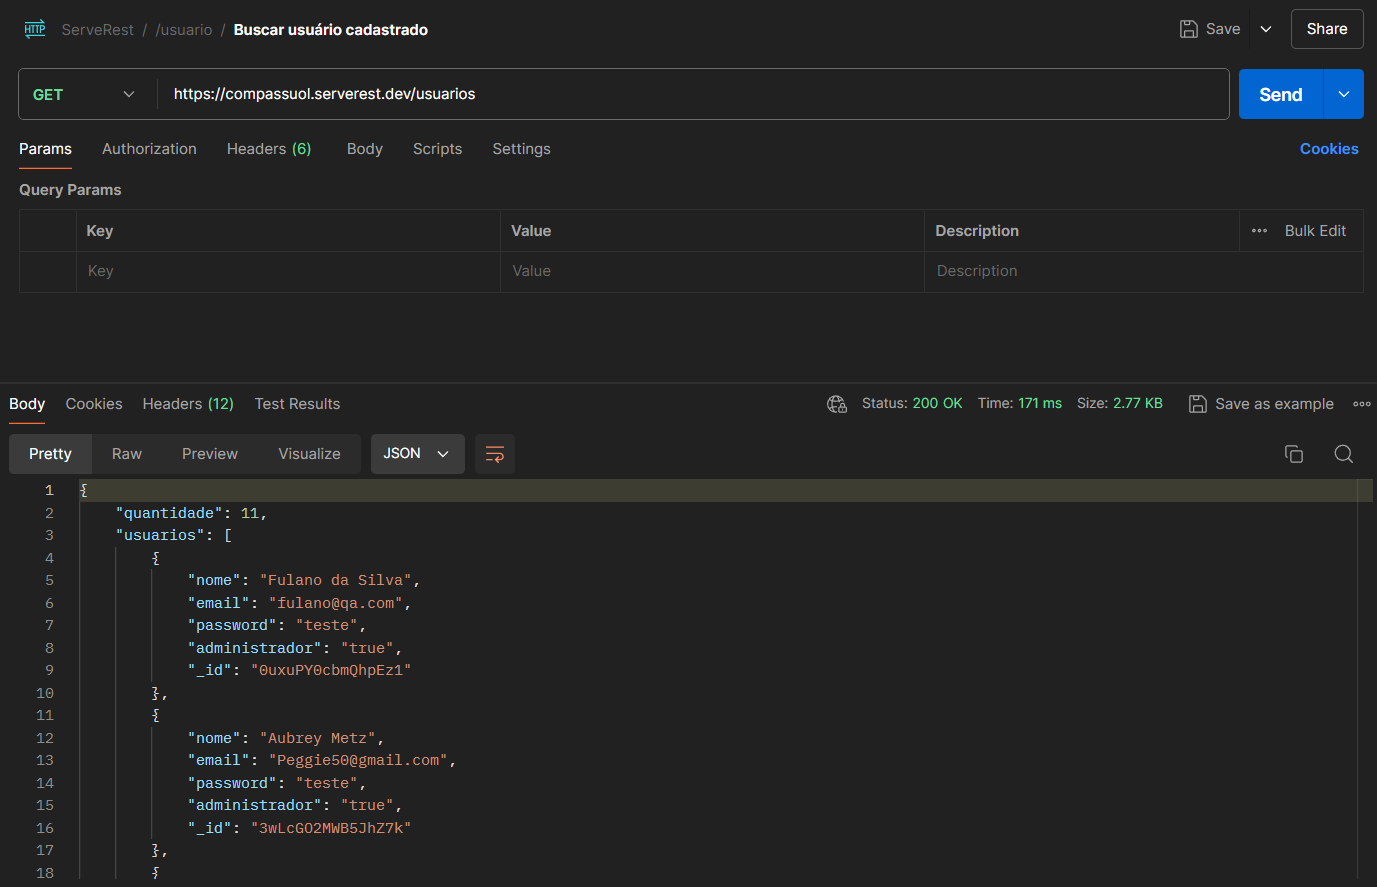 HTTP ServeRest / /usuario / Buscar usuário cadastrado Save Share
GET https://compassuol.serverest.dev/usuarios Send
Params Authorization Headers (6) Body Scripts Settings Cookies
Query Params
Key Value Description Bulk Edit
Key Value Description
Body Cookies Headers (12) Test Results Status: 200 OK Time: 171 ms Size: 2.77 KB Save as example
Pretty Raw Preview Visualize JSON
1 {
2 "quantidade": 11,
3 "usuarios": [
4 {
5 "nome": "Fulano da Silva",
6 "email": "fulano@qa.com",
7 "password": "teste",
8 "administrador": "true",
9 "_id": "0uxuPY0cbmQhpEz1"
10 },
11 {
12 "nome": "Aubrey Metz",
13 "email": "Peggie50@gmail.com",
14 "password": "teste",
15 "administrador": "true",
16 "_id": "3wLcGO2MWB5JhZ7k"
17 },
18 {